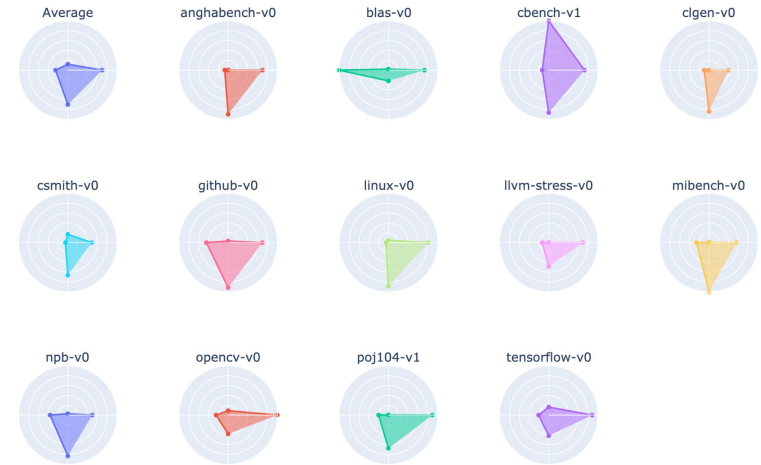 Average
anghabench-v0
blas-v0
cbench-v1
clgen-v0
csmith-v0
github-v0
linux-v0
llvm-stress-v0
mibench-v0
npb-v0
opencv-v0
poj104-v1
tensorflow-v0